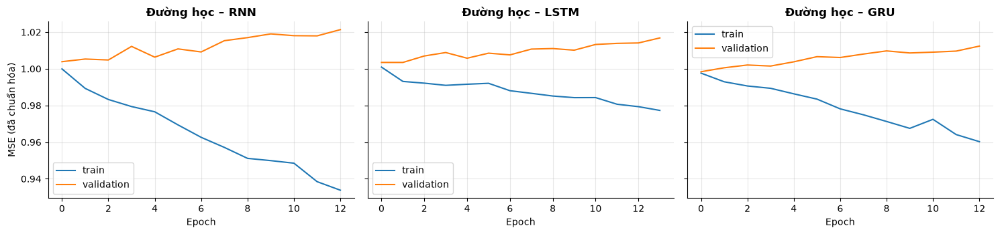 Đường học – RNN
MSE (đã chuẩn hóa)
1.02
1.00
0.98
0.96
0.94
train
validation
0 2 4 6 8 10 12
Epoch
Đường học – LSTM
train
validation
0 2 4 6 8 10 12
Epoch
Đường học – GRU
train
validation
0 2 4 6 8 10 12
Epoch